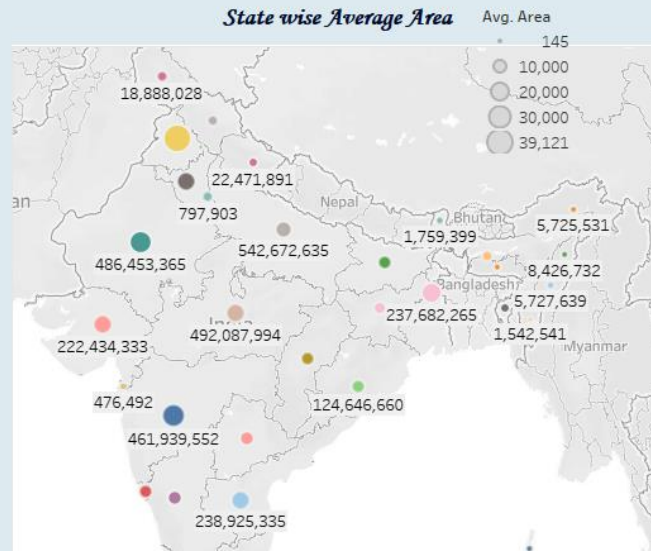 State wise Average Area
Avg. Area
145
10,000
20,000
30,000
39,121
18,888,028
22,471,891
an
797,903
Nepal
1,759,399
Bhutan
5,725,531
486,453,365
542,672,635
8,426,732
Bangladesh
237,682,265
5,727,639
222,434,333
India
492,087,994
1,542,541
Myanmar
476,492
124,646,660
461,939,552
238,925,335